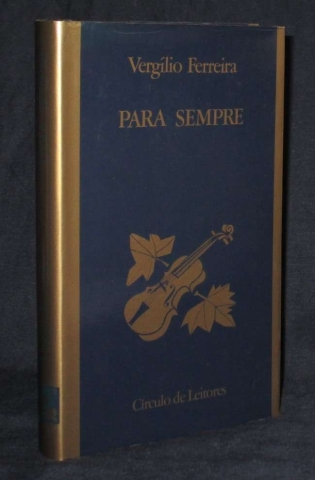 Vergílio Ferreira
PARA SEMPRE
Círculo de Leitores